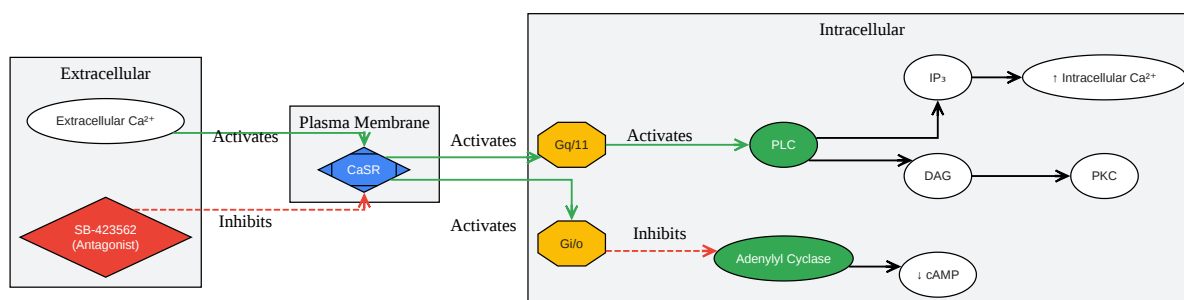 Intracellular
Extracellular
Extracellular Ca²⁺
Activates
Plasma Membrane
CaSR
SB-423562
(Antagonist)
Inhibits
Activates
Activates
Gq/11
Activates
PLC
IP₃
↑ Intracellular Ca²⁺
DAG
PKC
Gi/o
Inhibits
Adenylyl Cyclase
↓ cAMP